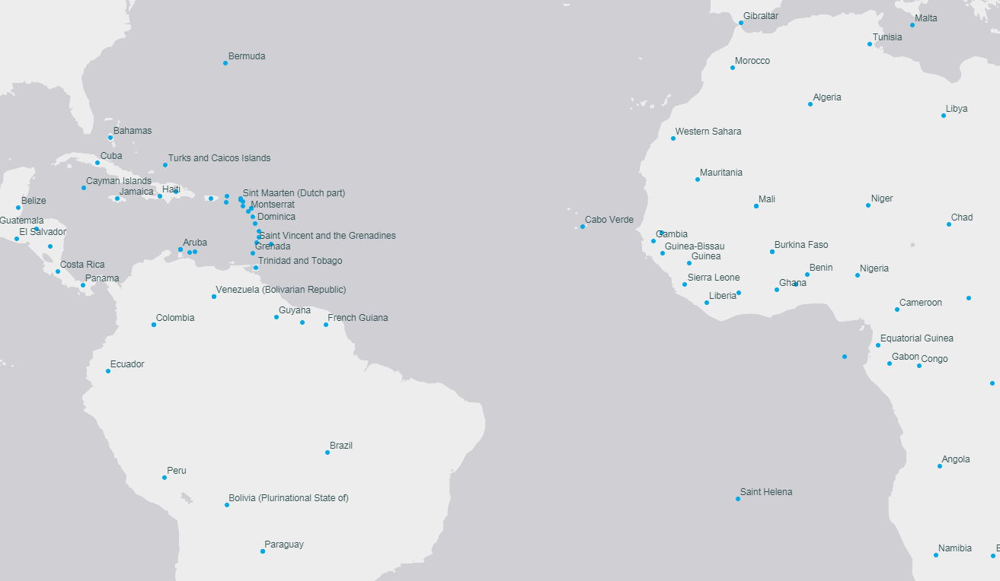 Gibraltar
Malta
Tunisia
Bermuda
Morocco
Algeria
Libya
Bahamas
Western Sahara
Cuba
Turks and Caicos Islands
Mauritania
Cayman Islands
Haiti
Jamaica
Sint Maarten (Dutch part)
Belize
Montserrat
Mali
Niger
Dominica
Cabo Verde
Chad
Guatemala
El Salvador
Saint Vincent and the Grenadines
Gambia
Aruba
Grenada
Guinea-Bissau
Burkina Faso
Guinea
Trinidad and Tobago
Costa Rica
Benin
Nigeria
Panama
Sierra Leone
Ghana
Venezuela (Bolivarian Republic)
Liberia
Cameroon
Guyana
Colombia
French Guiana
Equatorial Guinea
Gabon
Congo
Ecuador
Brazil
Angola
Peru
Saint Helena
Bolivia (Plurinational State of)
Paraguay
Namibia